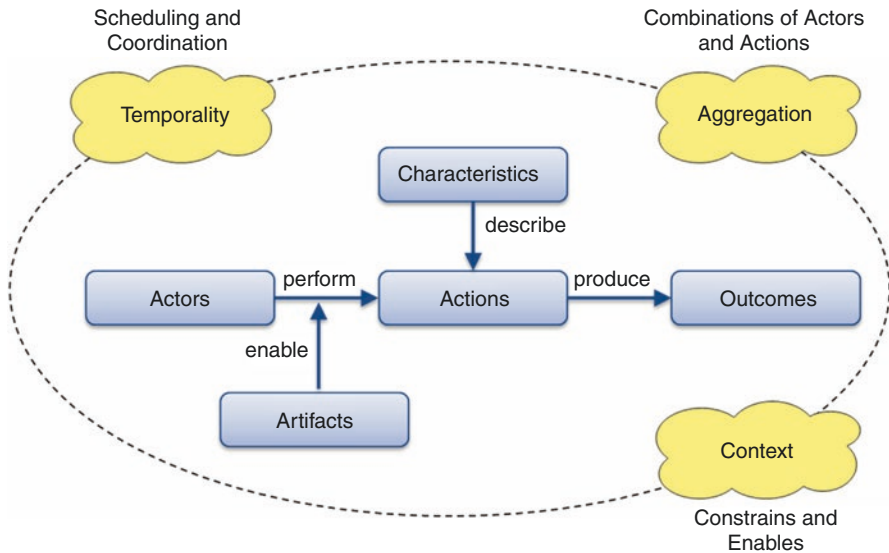 Scheduling and
Coordination
Combinations of Actors
and Actions
Temporality
Aggregation
Characteristics
describe
Actors
perform
Actions
produce
Outcomes
enable
Artifacts
Context
Constrains and
Enables